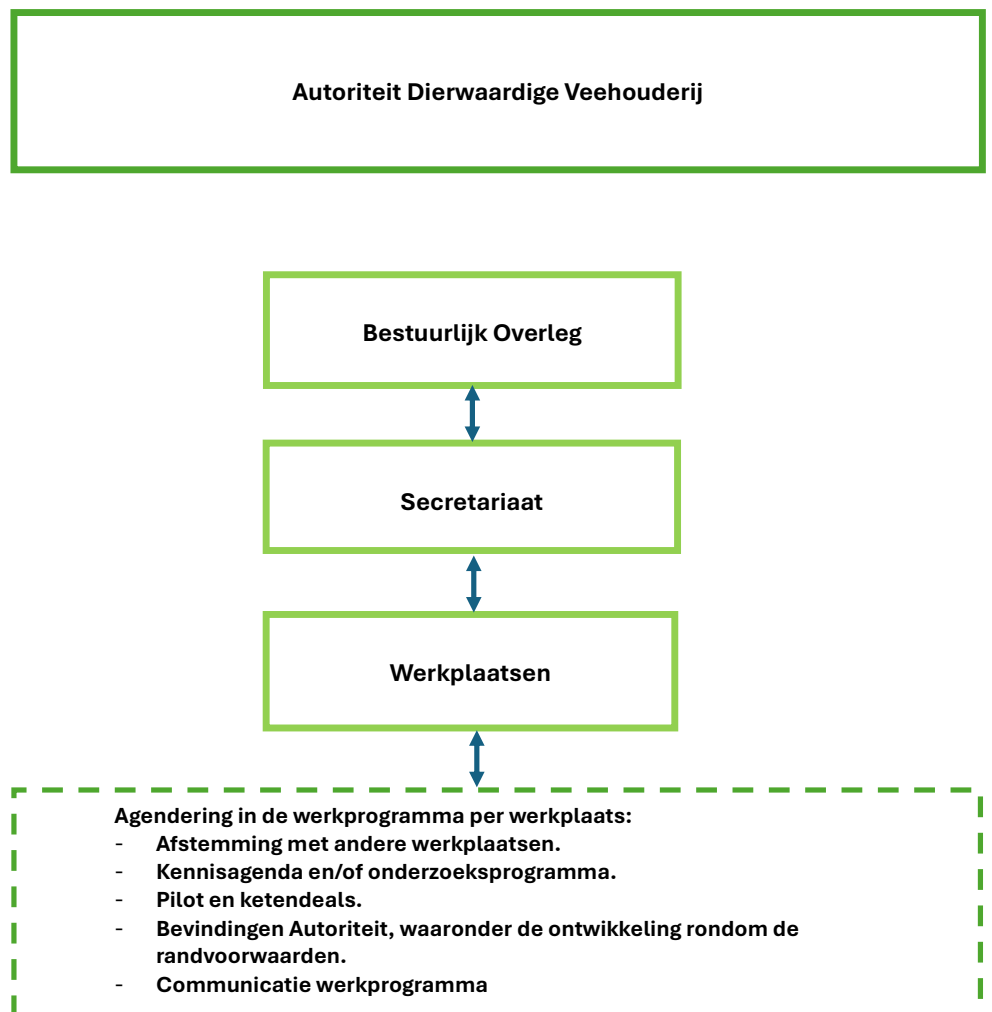 Autoriteit Dierwaardige Veehouderij
Bestuurlijk Overleg
Secretariaat
Werkplaatsen
Agendering in de werkprogramma per werkplaats:
- Afstemming met andere werkplaatsen.
- Kennisagenda en/of onderzoeksprogramma.
- Pilot en ketendeals.
- Bevindingen Autoriteit, waaronder de ontwikkeling rondom de
randvoorwaarden.
- Communicatie werkprogramma